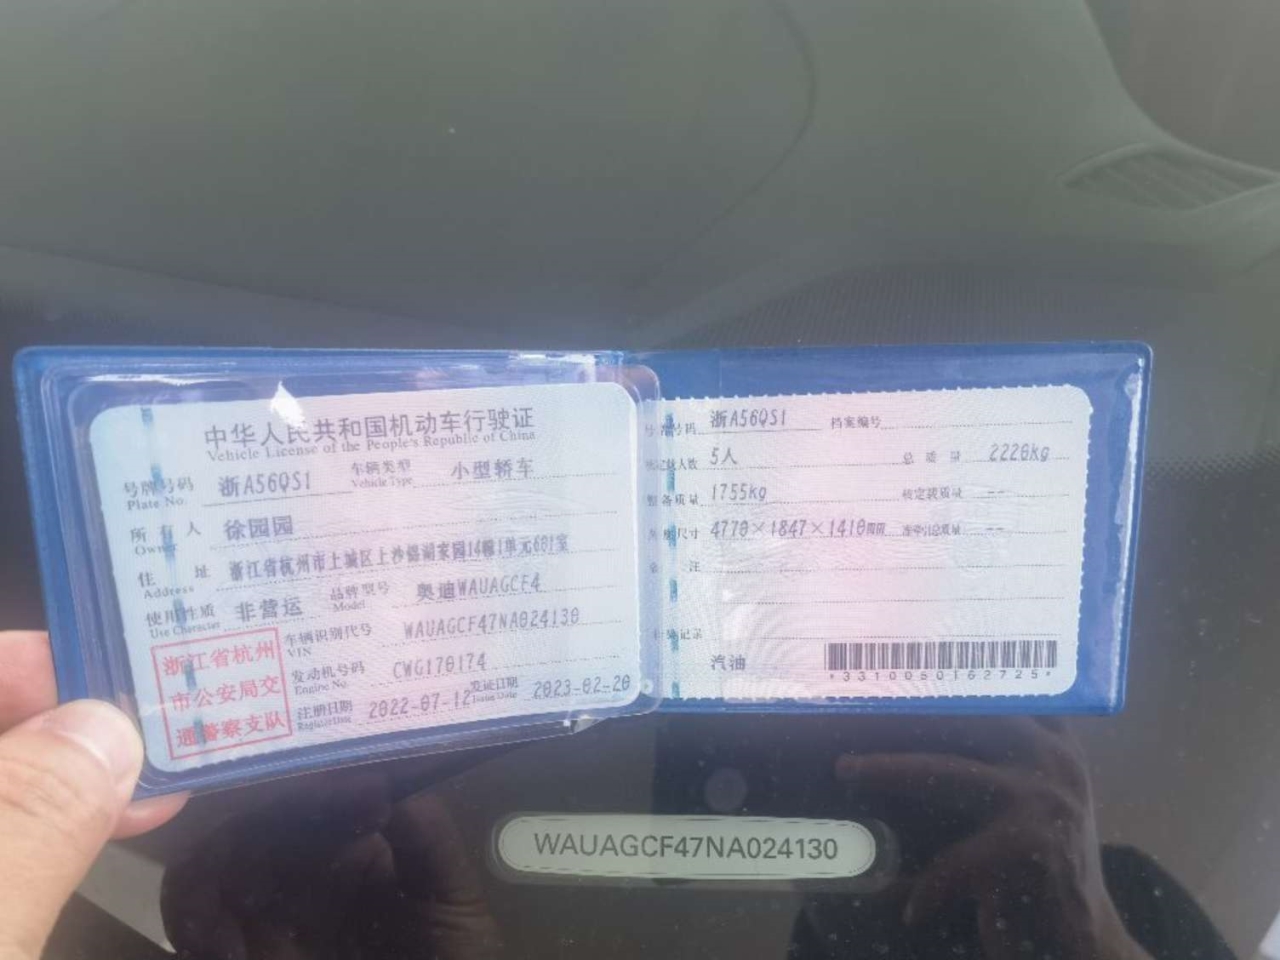 中华人民共和国机动车行驶证
Vehicle License of the People's Republic of China
号牌号码 浙A56QS1 车辆类型 小型轿车
Plate No. Vehicle Type
所有人 徐园园
Owner
住址 浙江省杭州市上城区上沙锦湖家园14幢1单元601室
Address
使用性质 非营运 品牌型号 奥迪WAUAGCF4
Use Character Model
浙江省杭州
市公安局交
通警察支队
车辆识别代号 WAUAGCF47NA024130
VIN
发动机号码 CWG170174
Engine No.
注册日期 2022-07-12 发证日期 2023-02-20
Register Date Issue Date
号牌号码 浙A56QS1 档案编号
核定载人数 5人 总质量 2220kg
整备质量 1755kg 核定载质量 --
外廓尺寸 4770×1847×1410mm 准牵引总质量 --
备注
检验记录
汽油
*3310050162725*
WAUAGCF47NA024130